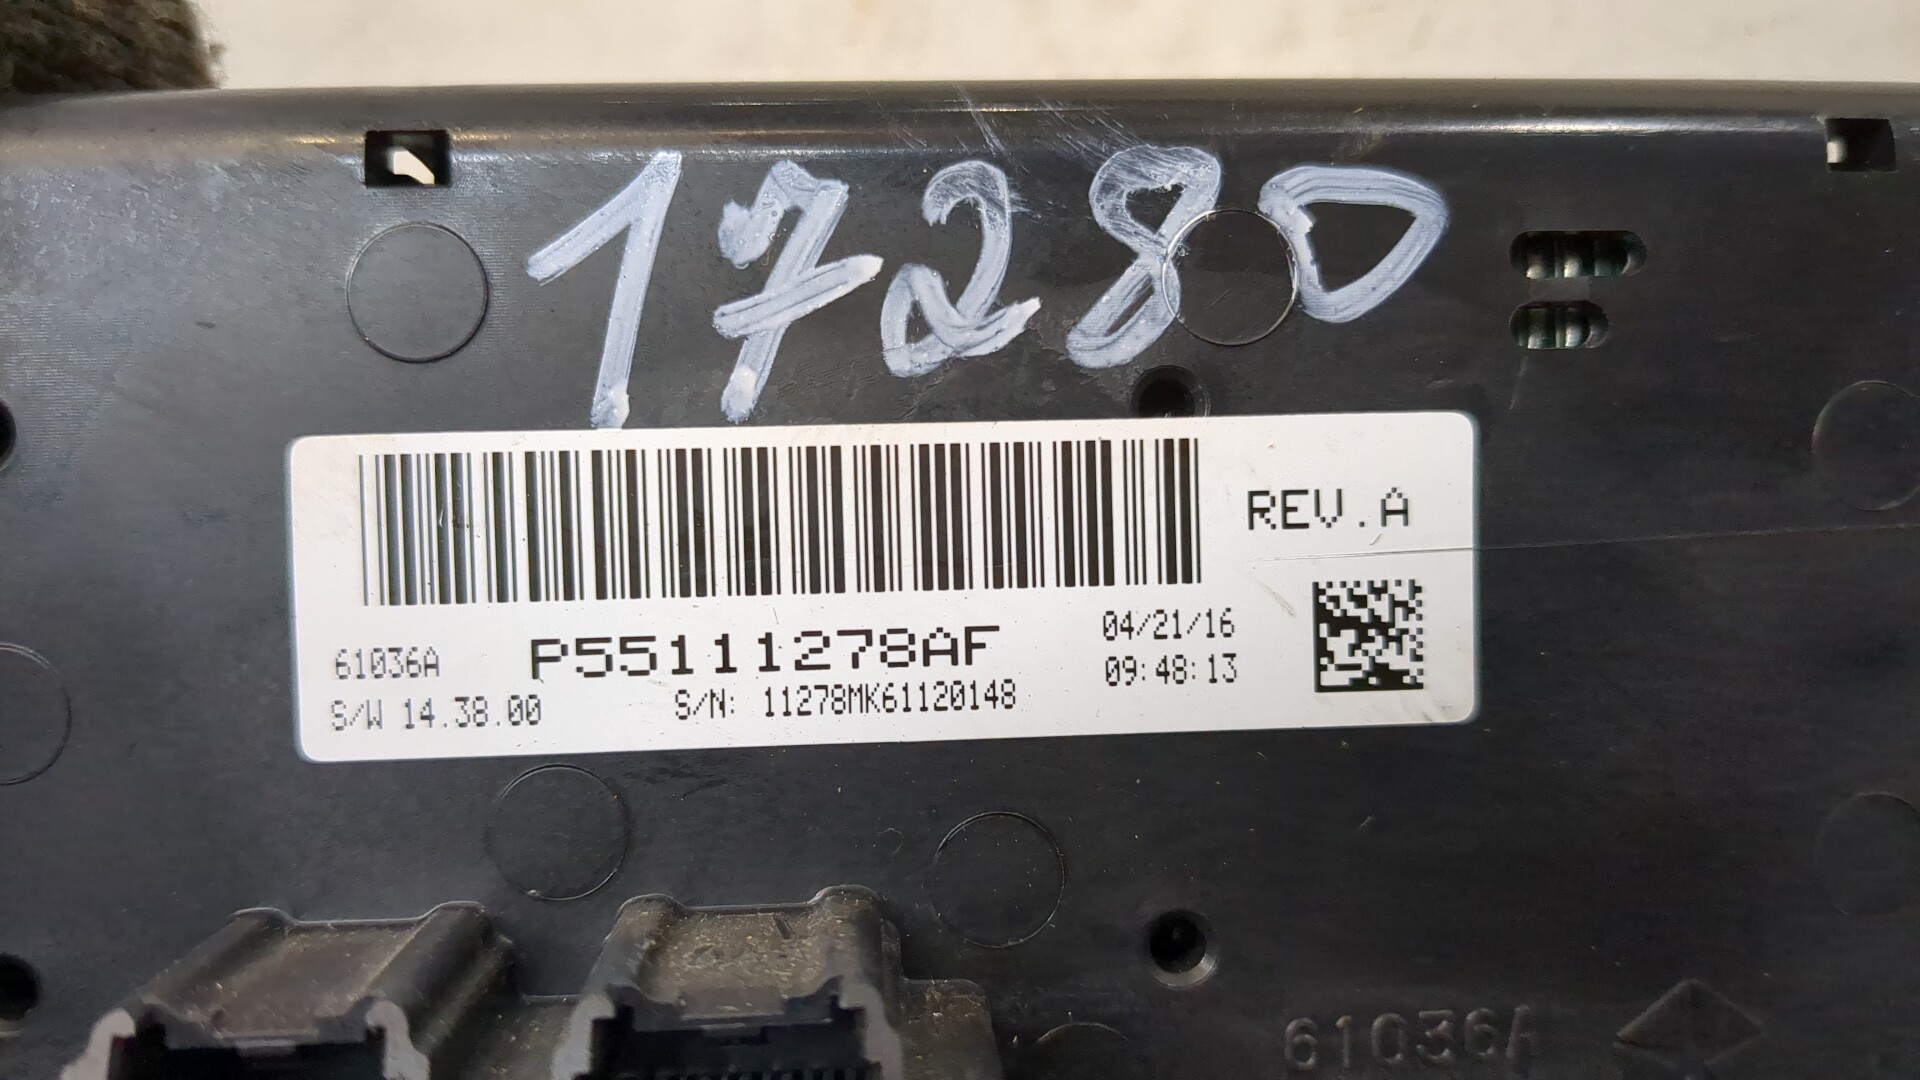 17280
REV.A
61036A P55111278AF 04/21/16
S/W 14.38.00 S/N: 11278MK61120148 09:48:13
61036A